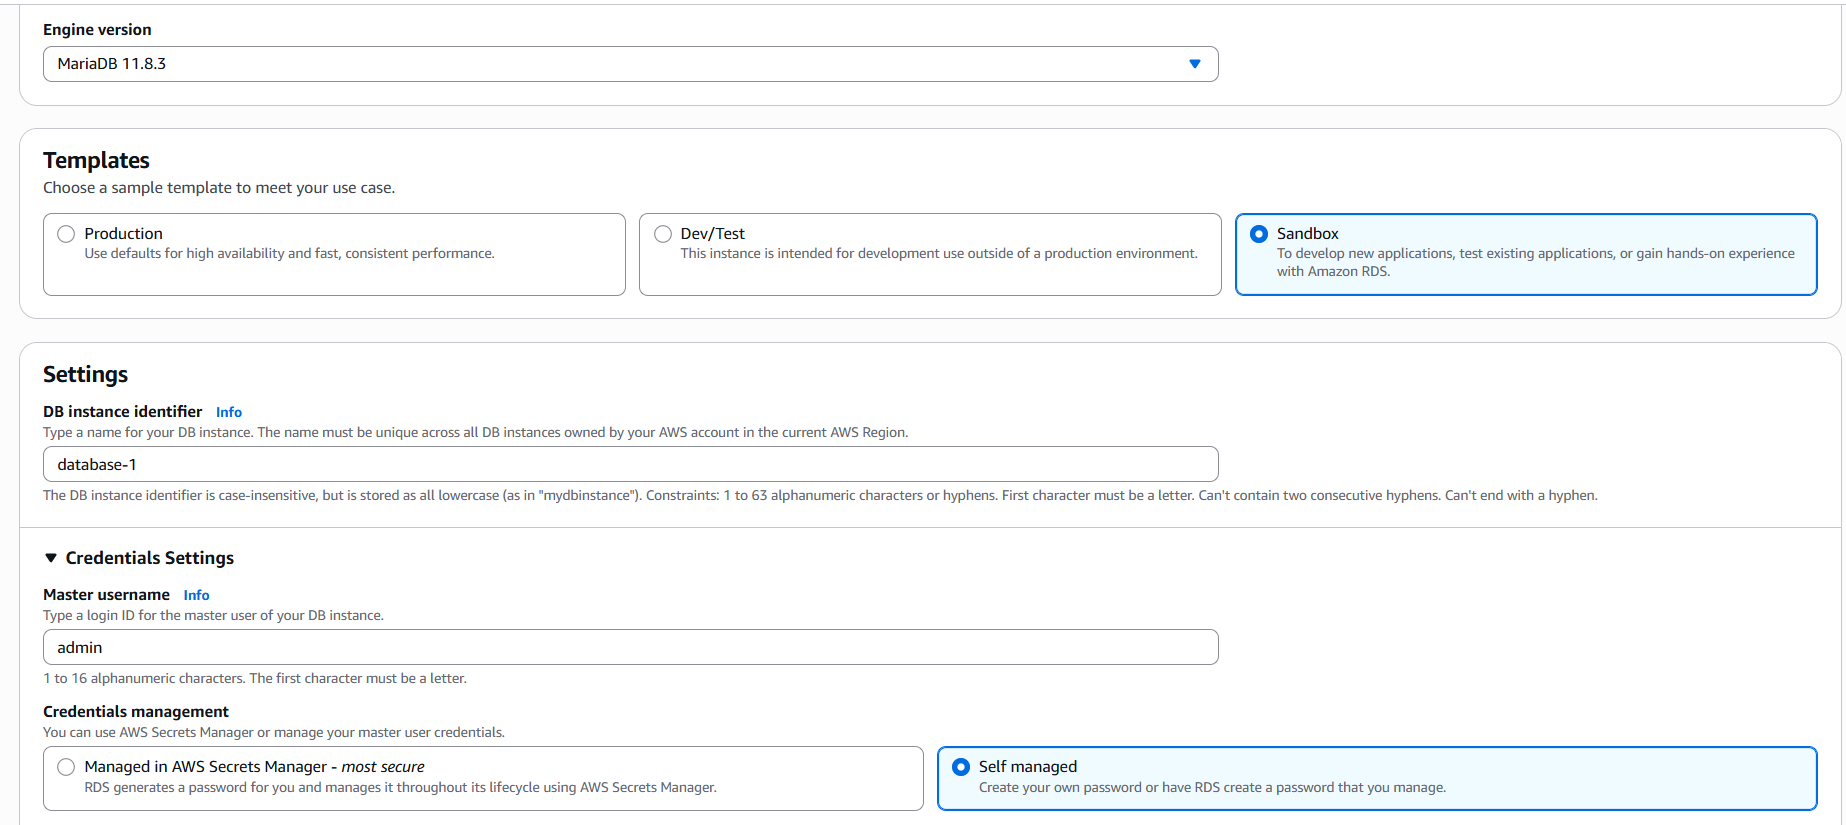 Engine version
MariaDB 11.8.3
Templates
Choose a sample template to meet your use case.
Production
Use defaults for high availability and fast, consistent performance.
Dev/Test
This instance is intended for development use outside of a production environment.
Sandbox
To develop new applications, test existing applications, or gain hands-on experience
with Amazon RDS.
Settings
DB instance identifier Info
Type a name for your DB instance. The name must be unique across all DB instances owned by your AWS account in the current AWS Region.
database-1
The DB instance identifier is case-insensitive, but is stored as all lowercase (as in "mydbinstance"). Constraints: 1 to 63 alphanumeric characters or hyphens. First character must be a letter. Can't contain two consecutive hyphens. Can't end with a hyphen.
Credentials Settings
Master username Info
Type a login ID for the master user of your DB instance.
admin
1 to 16 alphanumeric characters. The first character must be a letter.
Credentials management
You can use AWS Secrets Manager or manage your master user credentials.
Managed in AWS Secrets Manager - most secure
RDS generates a password for you and manages it throughout its lifecycle using AWS Secrets Manager.
Self managed
Create your own password or have RDS create a password that you manage.